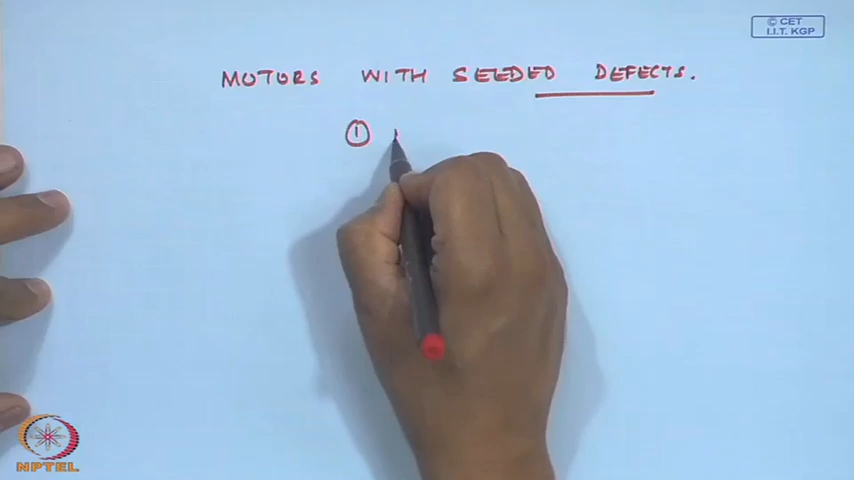 © CET
I.I.T. KGP
MOTORS WITH SEEDED DEFECTS.
①
NPTEL